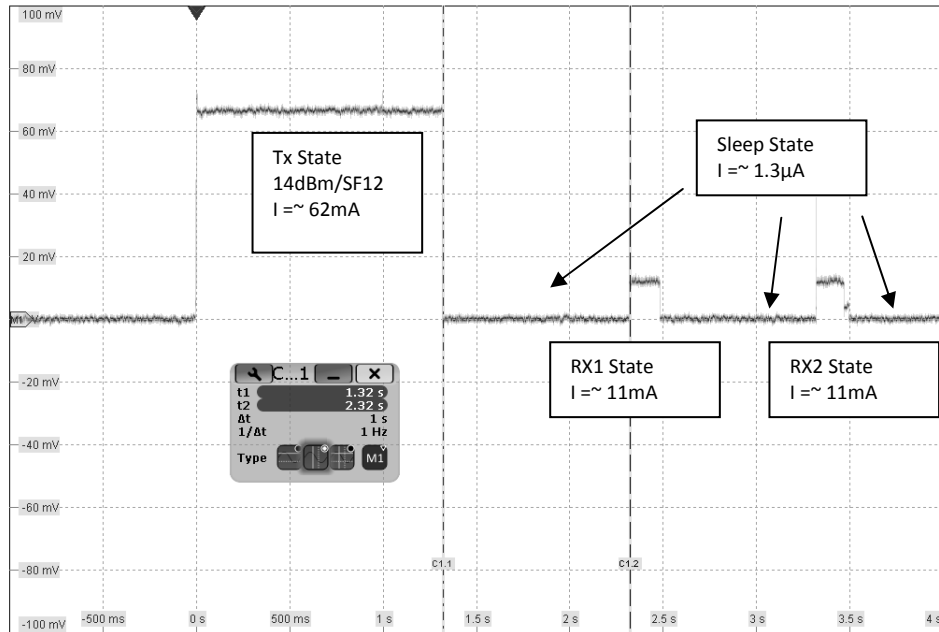 100 mV
80 mV
60 mV
40 mV
20 mV
M1
-20 mV
-40 mV
-60 mV
-80 mV
-100 mV
Tx State
14dBm/SF12
I =~ 62mA
Sleep State
I =~ 1.3µA
RX1 State
I =~ 11mA
RX2 State
I =~ 11mA
C...1
t1 1.32 s
t2 2.32 s
Δt 1 s
1/Δt 1 Hz
Type M1
C1.1 C1.2
-500 ms 0 s 500 ms 1 s 1.5 s 2 s 2.5 s 3 s 3.5 s 4 s